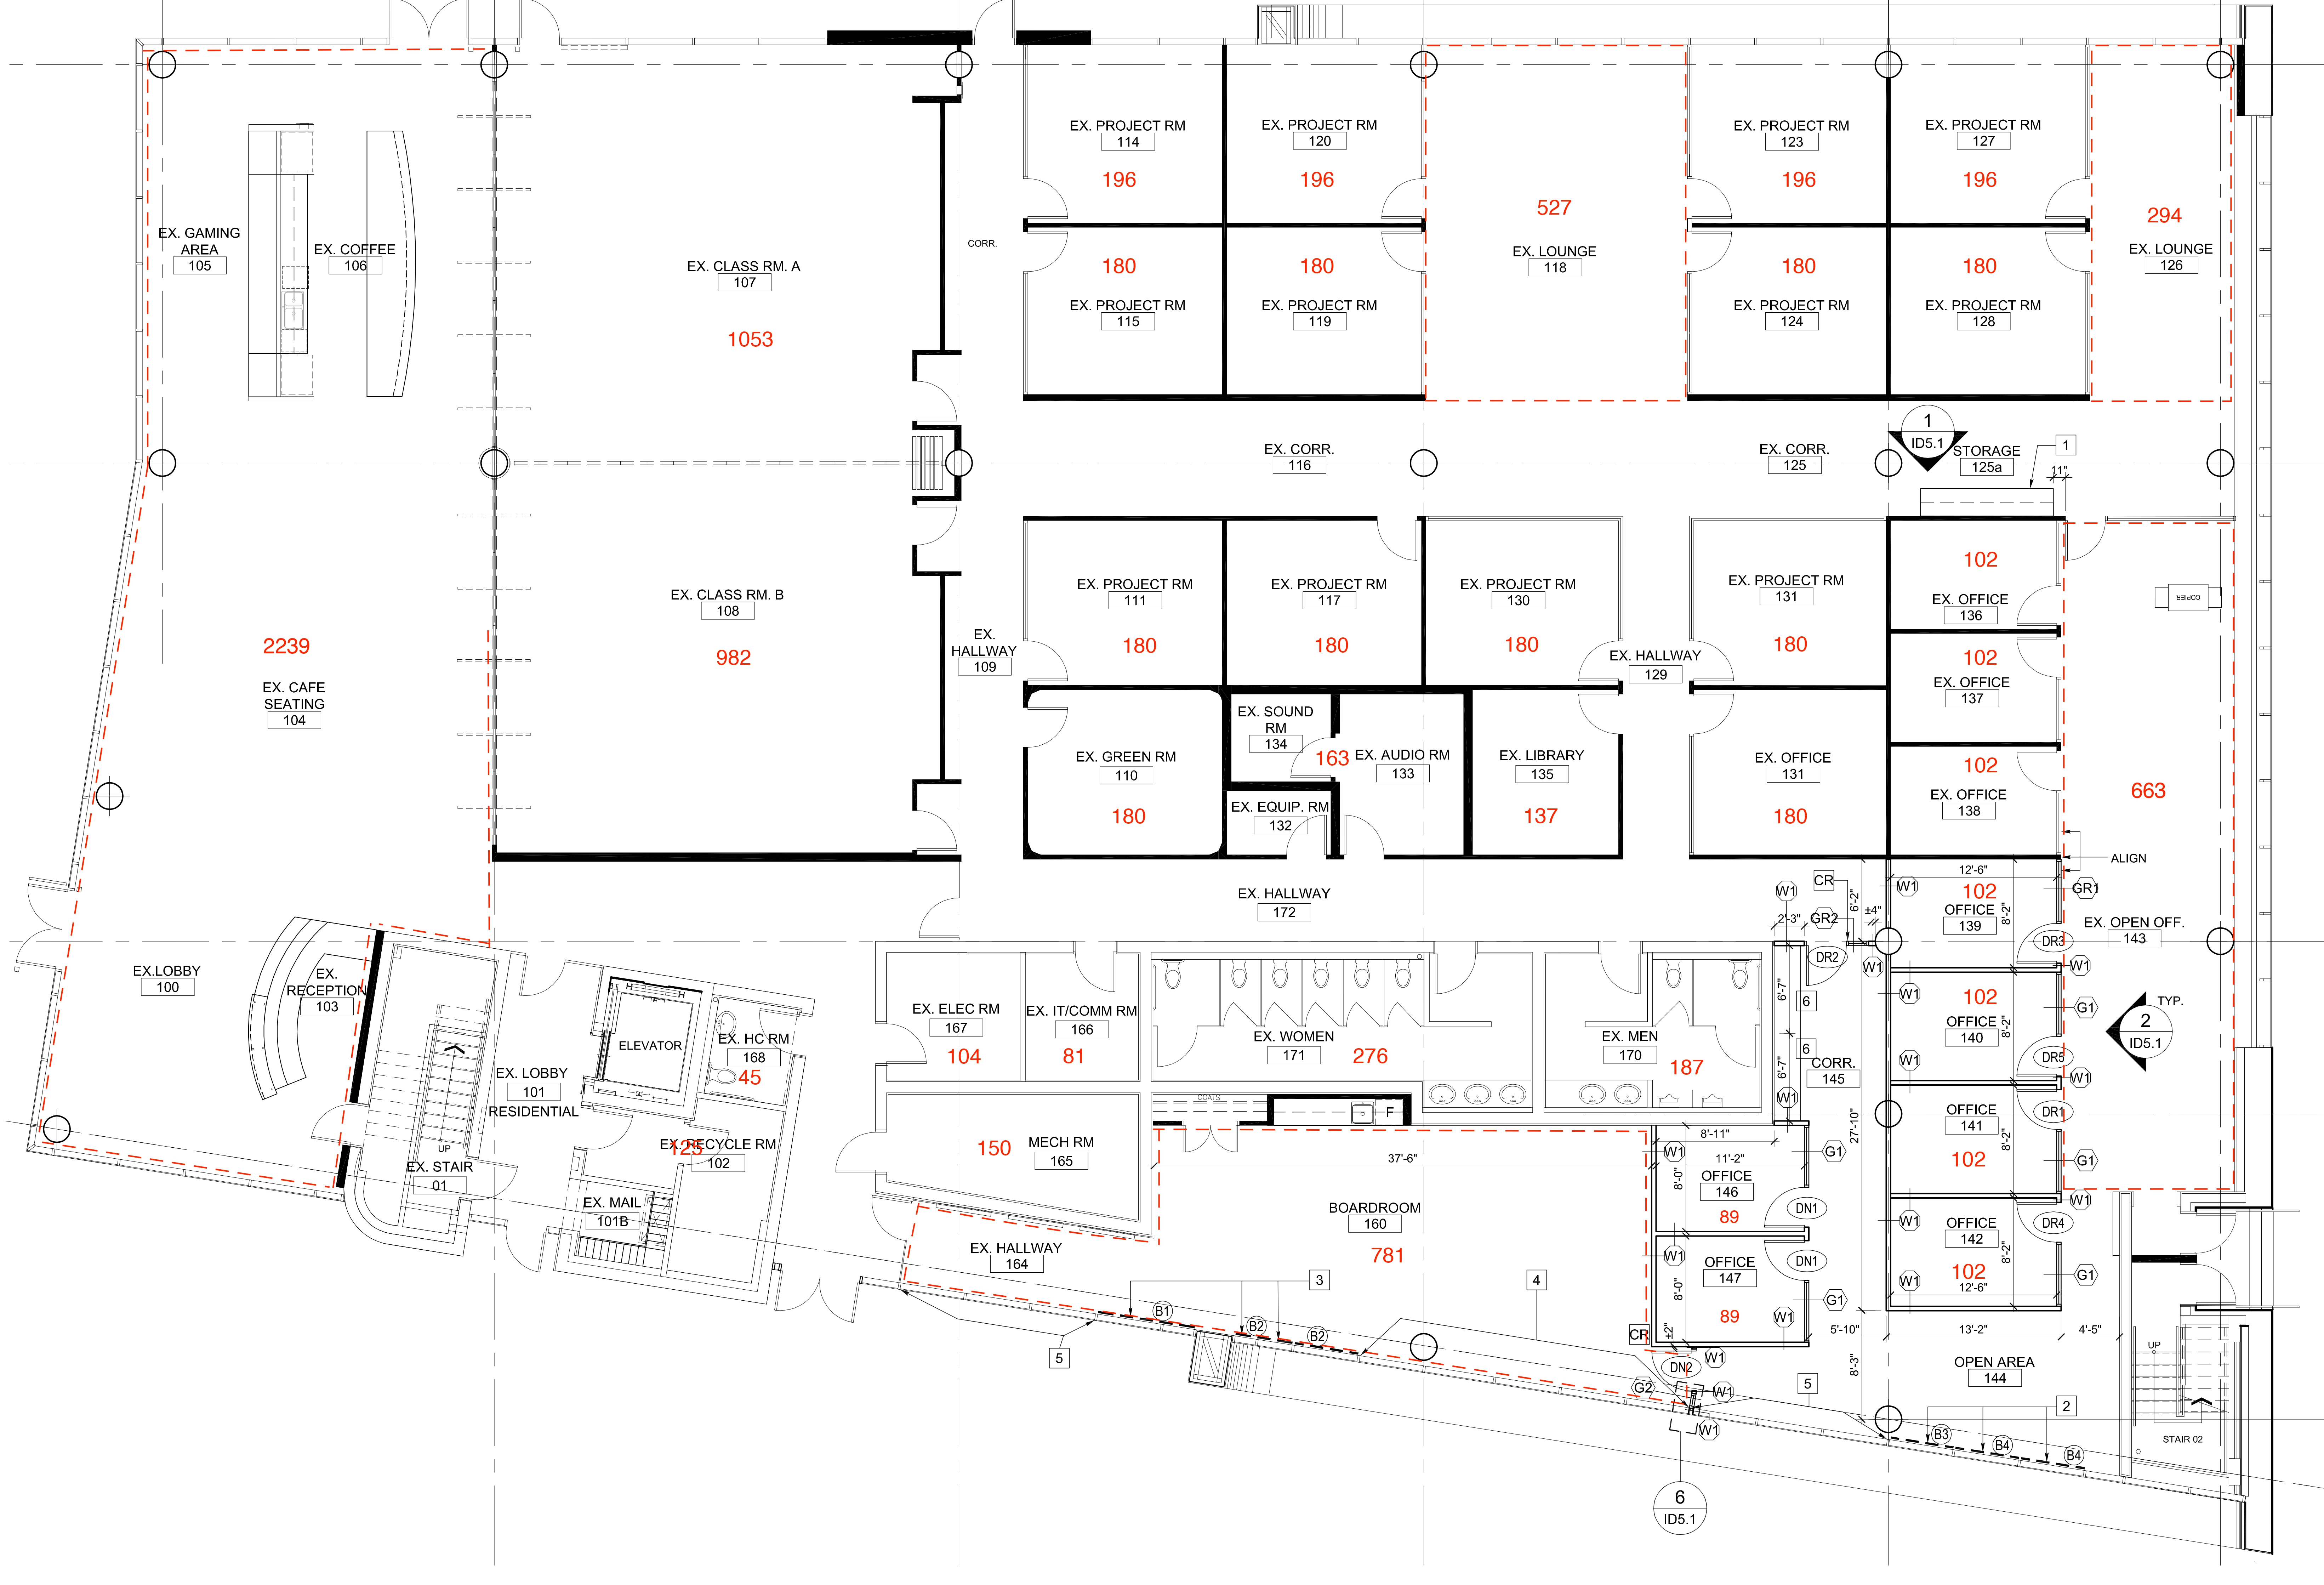 EX. PROJECT RM
114
196
EX. PROJECT RM
120
196
527
EX. LOUNGE
118
EX. PROJECT RM
123
196
EX. PROJECT RM
127
196
294
EX. LOUNGE
126
EX. GAMING
AREA
105
EX. COFFEE
106
EX. CLASS RM. A
107
1053
CORR.
180
EX. PROJECT RM
115
180
EX. PROJECT RM
119
180
EX. PROJECT RM
124
180
EX. PROJECT RM
128
EX. CORR.
116
EX. CORR.
125
1
ID5.1
STORAGE
125a
1
11"
EX. CLASS RM. B
108
982
2239
EX. CAFE
SEATING
104
EX.
HALLWAY
109
EX. PROJECT RM
111
180
EX. PROJECT RM
117
180
EX. PROJECT RM
130
180
EX. HALLWAY
129
EX. PROJECT RM
131
180
102
EX. OFFICE
136
102
EX. OFFICE
137
102
EX. OFFICE
138
COPIER
663
EX. GREEN RM
110
180
EX. SOUND
RM
134
163
EX. AUDIO RM
133
EX. EQUIP. RM
132
EX. LIBRARY
135
137
EX. OFFICE
131
180
ALIGN
EX. HALLWAY
172
W1
CR
6'-2"
±4"
2'-3"
GR2
DR2
W1
W1
12'-6"
102
OFFICE
139
8'-2"
GR1
DR3
W1
EX. OPEN OFF.
143
EX.LOBBY
100
EX.
RECEPTION
103
EX. STAIR
01
UP
EX. LOBBY
101
RESIDENTIAL
ELEVATOR
EX. HC RM
168
45
EX. RECYCLE RM
102
125
EX. MAIL
101B
EX. ELEC RM
167
104
EX. IT/COMM RM
166
81
EX. WOMEN
171
276
EX. MEN
170
187
6'-7"
6
6'-7"
6
W1
CORR.
145
27'-10"
W1
102
OFFICE
140
8'-2"
G1
DR5
W1
W1
TYP.
2
ID5.1
OFFICE
141
102
8'-2"
DR1
G1
W1
W1
OFFICE
142
102
8'-2"
DR4
G1
W1
12'-6"
150
MECH RM
165
COATS
F
37'-6"
BOARDROOM
160
781
EX. HALLWAY
164
8'-11"
W1
11'-2"
G1
8'-0"
OFFICE
146
89
DN1
W1
DN1
OFFICE
147
89
8'-0"
G1
W1
CR
±2"
W1
DN2
G2
W1
W1
3
4
B1
B2
B2
5
5
5'-10"
13'-2"
4'-5"
8'-3"
OPEN AREA
144
2
B3
B4
B4
UP
STAIR 02
6
ID5.1